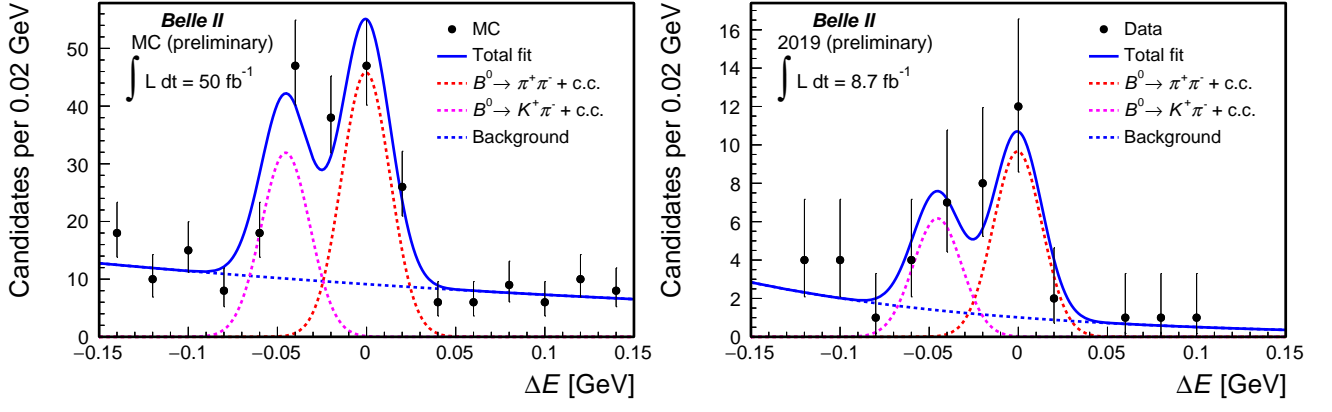 Belle II
MC (preliminary)
∫ L dt = 50 fb⁻¹
MC
Total fit
B⁰→ π⁺π⁻ + c.c.
B⁰→ K⁺π⁻ + c.c.
Background
Candidates per 0.02 GeV
0
10
20
30
40
50
−0.15 −0.1 −0.05 0 0.05 0.1 0.15
ΔE [GeV]
Belle II
2019 (preliminary)
∫ L dt = 8.7 fb⁻¹
Data
Total fit
B⁰→ π⁺π⁻ + c.c.
B⁰→ K⁺π⁻ + c.c.
Background
Candidates per 0.02 GeV
0
2
4
6
8
10
12
14
16
−0.15 −0.1 −0.05 0 0.05 0.1 0.15
ΔE [GeV]